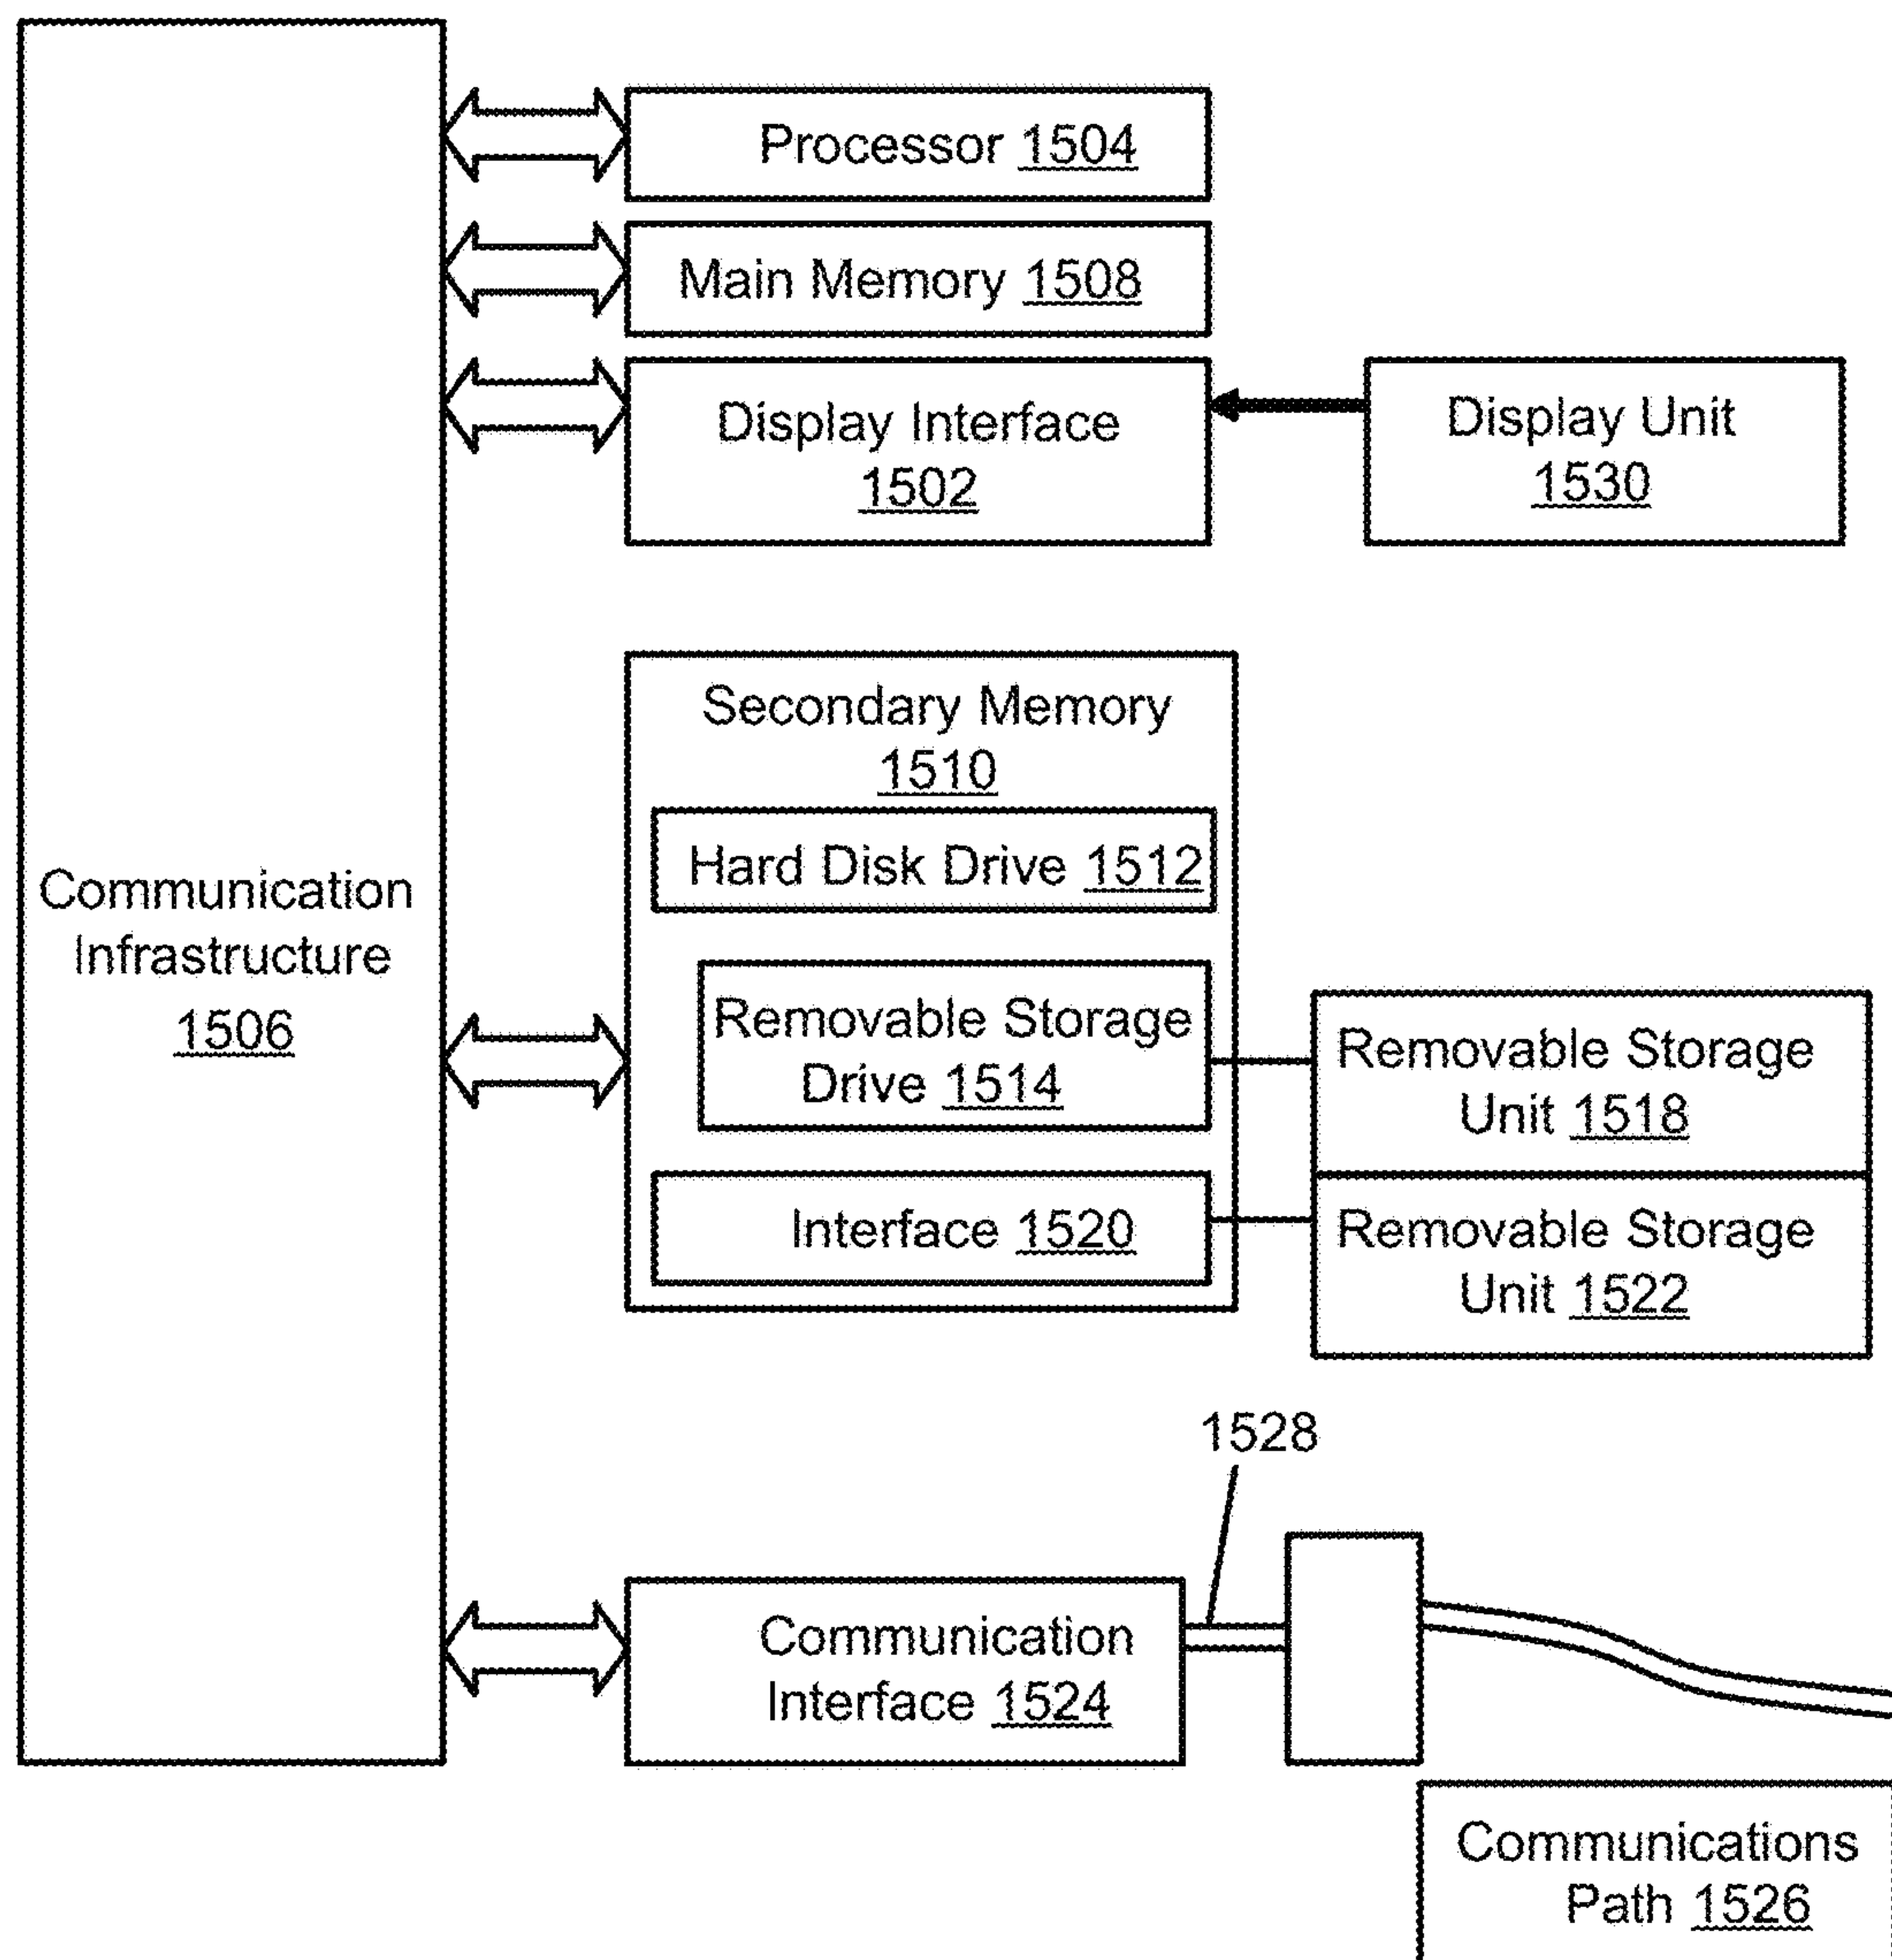 Processor 1504
Main Memory 1508
Display Interface
1502
Display Unit
1530
Secondary Memory
1510
Hard Disk Drive 1512
Communication
Infrastructure
1506
Removable Storage
Drive 1514
Removable Storage
Unit 1518
Interface 1520
Removable Storage
Unit 1522
1528
Communication
Interface 1524
Communications
Path 1526